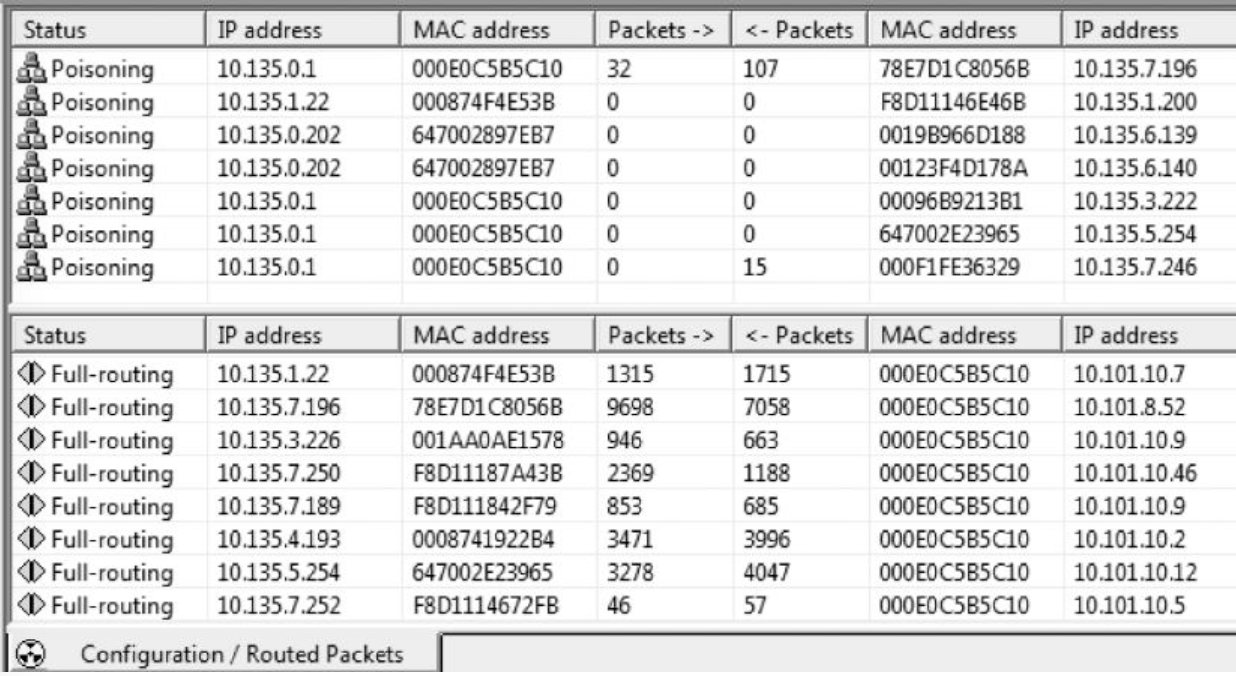 Status IP address MAC address Packets -> <- Packets MAC address IP address
Poisoning 10.135.0.1 000E0C5B5C10 32 107 78E7D1C8056B 10.135.7.196
Poisoning 10.135.1.22 000874F4E53B 0 0 F8D11146E46B 10.135.1.200
Poisoning 10.135.0.202 647002897EB7 0 0 0019B966D188 10.135.6.139
Poisoning 10.135.0.202 647002897EB7 0 0 00123F4D178A 10.135.6.140
Poisoning 10.135.0.1 000E0C5B5C10 0 0 00096B9213B1 10.135.3.222
Poisoning 10.135.0.1 000E0C5B5C10 0 0 647002E23965 10.135.5.254
Poisoning 10.135.0.1 000E0C5B5C10 0 15 000F1FE36329 10.135.7.246
Status IP address MAC address Packets -> <- Packets MAC address IP address
Full-routing 10.135.1.22 000874F4E53B 1315 1715 000E0C5B5C10 10.101.10.7
Full-routing 10.135.7.196 78E7D1C8056B 9698 7058 000E0C5B5C10 10.101.8.52
Full-routing 10.135.3.226 001AA0AE1578 946 663 000E0C5B5C10 10.101.10.9
Full-routing 10.135.7.250 F8D11187A43B 2369 1188 000E0C5B5C10 10.101.10.46
Full-routing 10.135.7.189 F8D111842F79 853 685 000E0C5B5C10 10.101.10.9
Full-routing 10.135.4.193 0008741922B4 3471 3996 000E0C5B5C10 10.101.10.2
Full-routing 10.135.5.254 647002E23965 3278 4047 000E0C5B5C10 10.101.10.12
Full-routing 10.135.7.252 F8D1114672FB 46 57 000E0C5B5C10 10.101.10.5
Configuration / Routed Packets